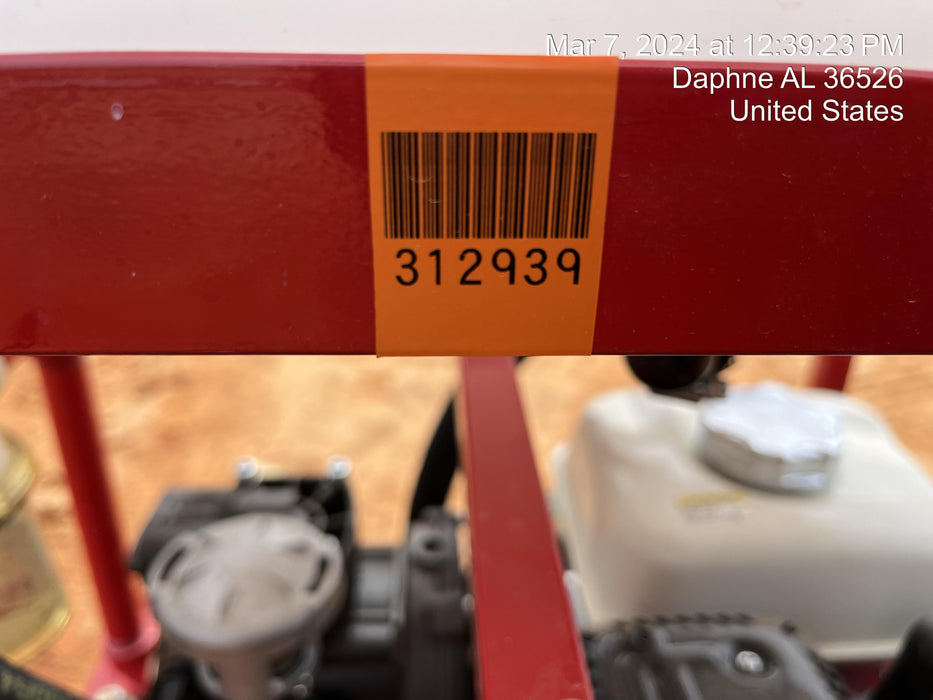 Mar 7, 2024 at 12:39:23 PM
Daphne AL 36526
United States
312939